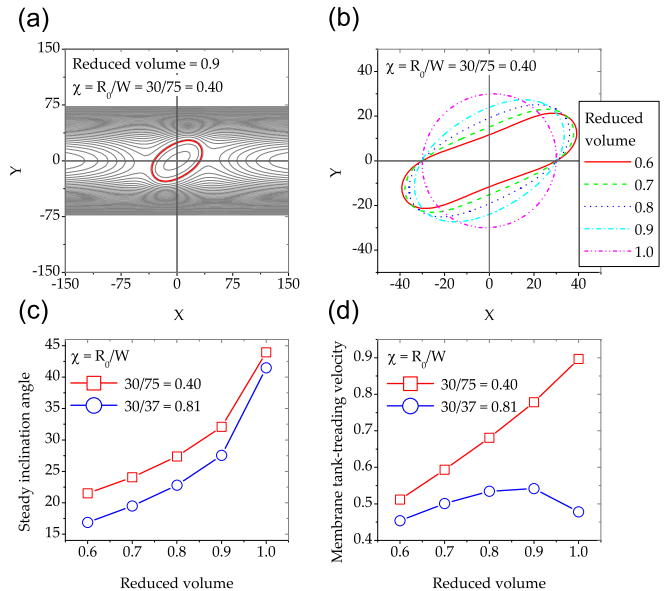 (a)
150
75
0
-75
-150
Y
Reduced volume = 0.9
χ = R0/W = 30/75 = 0.40
-150 -75 0 75 150
X
(b)
40
20
0
-20
-40
Y
χ = R0/W = 30/75 = 0.40
-40 -20 0 20 40
X
Reduced
volume
0.6
0.7
0.8
0.9
1.0
(c)
45
40
35
30
25
20
15
Steady inclination angle
χ = R0/W
30/75 = 0.40
30/37 = 0.81
0.6 0.7 0.8 0.9 1.0
Reduced volume
(d)
0.9
0.8
0.7
0.6
0.5
0.4
Membrane tank-treading velocity
χ = R0/W
30/75 = 0.40
30/37 = 0.81
0.6 0.7 0.8 0.9 1.0
Reduced volume